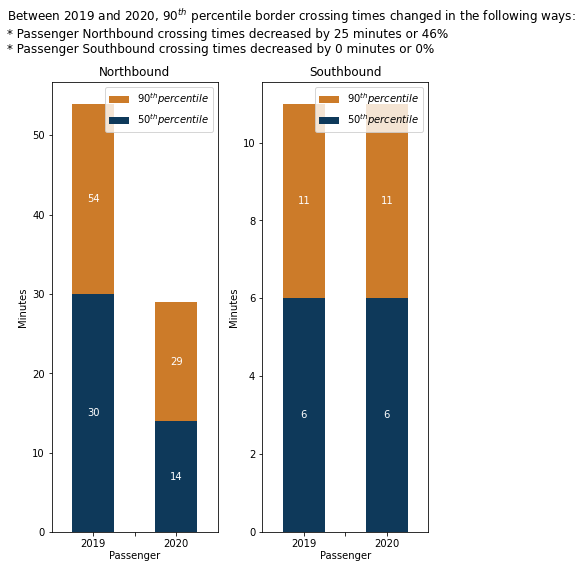 Between 2019 and 2020, 90th percentile border crossing times changed in the following ways:
* Passenger Northbound crossing times decreased by 25 minutes or 46%
* Passenger Southbound crossing times decreased by 0 minutes or 0%
Northbound
90th percentile
50th percentile
50
40
30
20
10
0
Minutes
54
30
29
14
2019
2020
Passenger
Southbound
90th percentile
50th percentile
10
8
6
4
2
0
Minutes
11
11
6
6
2019
2020
Passenger